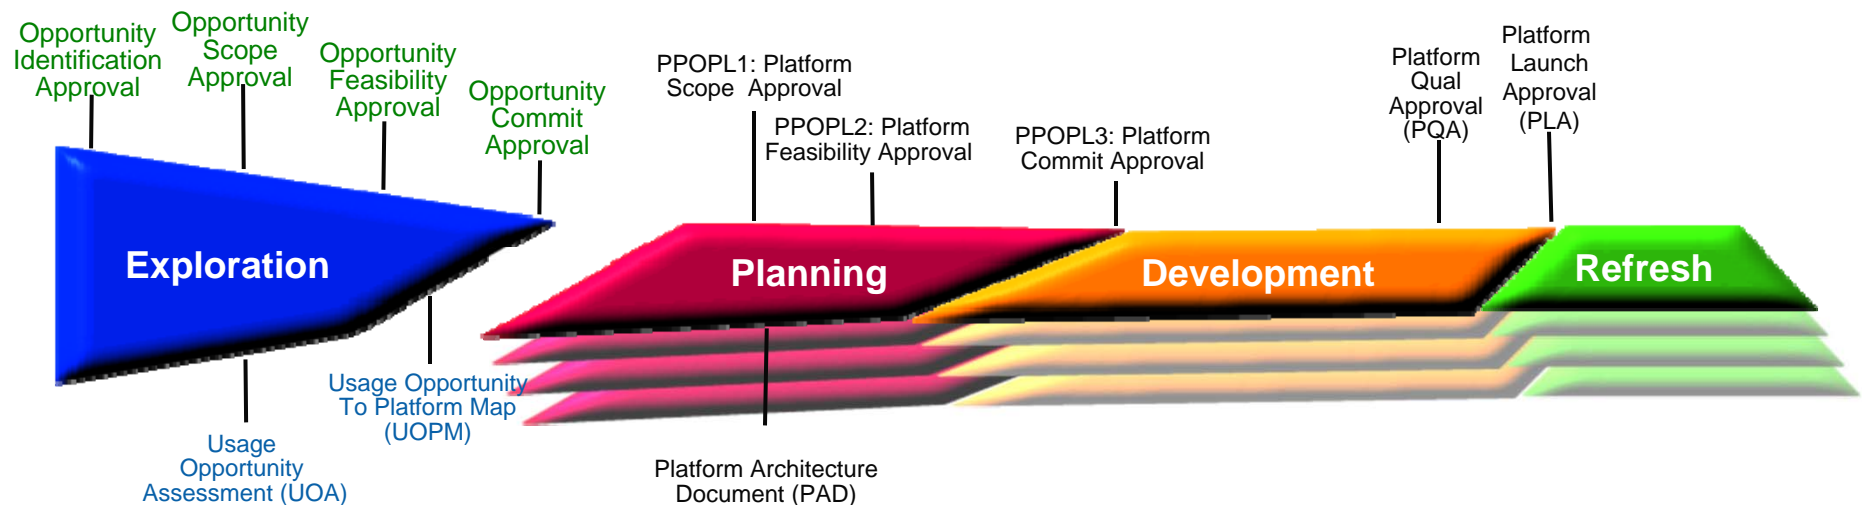 Opportunity
Identification
Approval
Opportunity
Scope
Approval
Opportunity
Feasibility
Approval
Opportunity
Commit
Approval
PPOPL1: Platform
Scope Approval
PPOPL2: Platform
Feasibility Approval
PPOPL3: Platform
Commit Approval
Platform
Qual
Approval
(PQA)
Platform
Launch
Approval
(PLA)
Exploration
Planning
Development
Refresh
Usage
Opportunity
Assessment (UOA)
Usage Opportunity
To Platform Map
(UOPM)
Platform Architecture
Document (PAD)